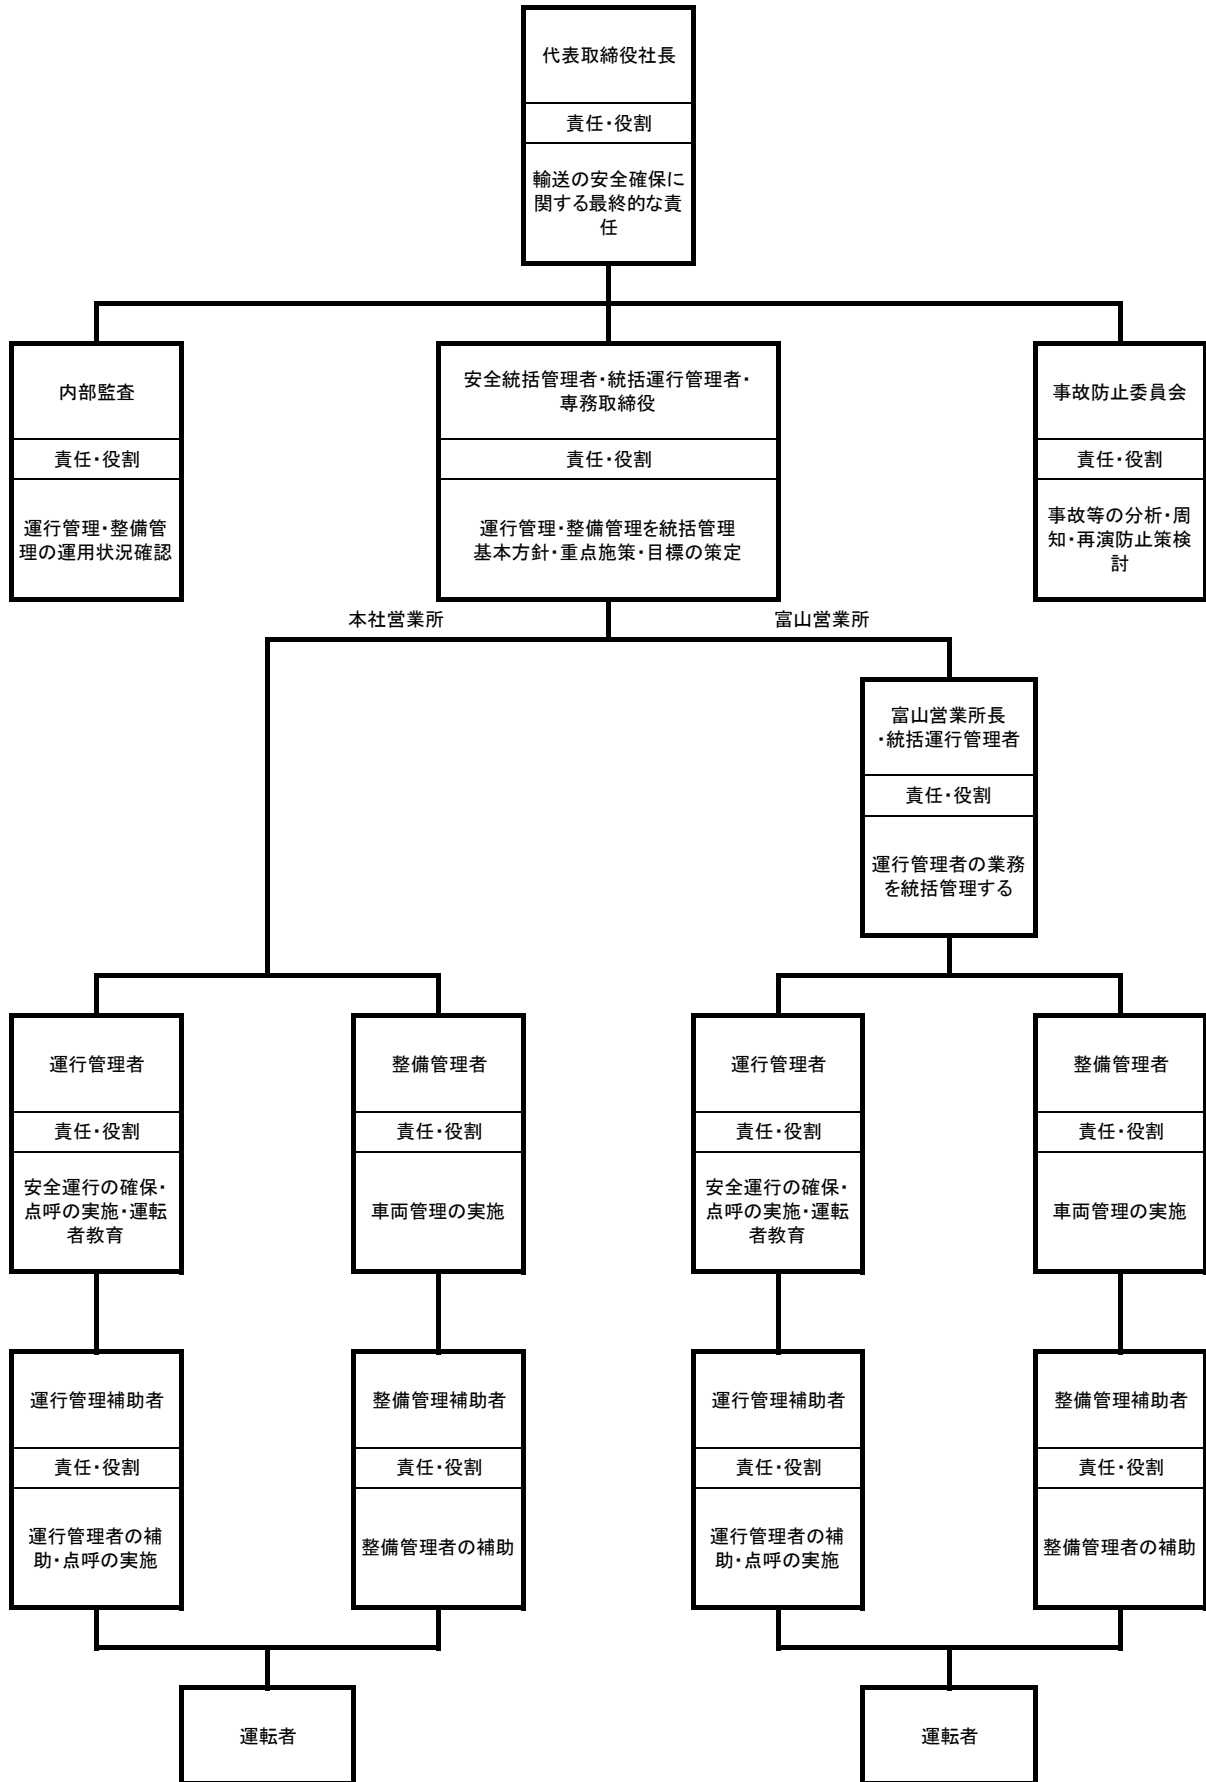 代表取締役社長
責任・役割
輸送の安全確保に
関する最終的な責
任
内部監査
責任・役割
運行管理・整備管
理の運用状況確認
安全統括管理者・統括運行管理者・
専務取締役
責任・役割
運行管理・整備管理を統括管理
基本方針・重点施策・目標の策定
事故防止委員会
責任・役割
事故等の分析・周
知・再演防止策検
討
本社営業所
富山営業所
富山営業所長
・統括運行管理者
責任・役割
運行管理者の業務
を統括管理する
運行管理者
責任・役割
安全運行の確保・
点呼の実施・運転
者教育
整備管理者
責任・役割
車両管理の実施
運行管理者
責任・役割
安全運行の確保・
点呼の実施・運転
者教育
整備管理者
責任・役割
車両管理の実施
運行管理補助者
責任・役割
運行管理者の補
助・点呼の実施
整備管理補助者
責任・役割
整備管理者の補助
運行管理補助者
責任・役割
運行管理者の補
助・点呼の実施
整備管理補助者
責任・役割
整備管理者の補助
運転者
運転者